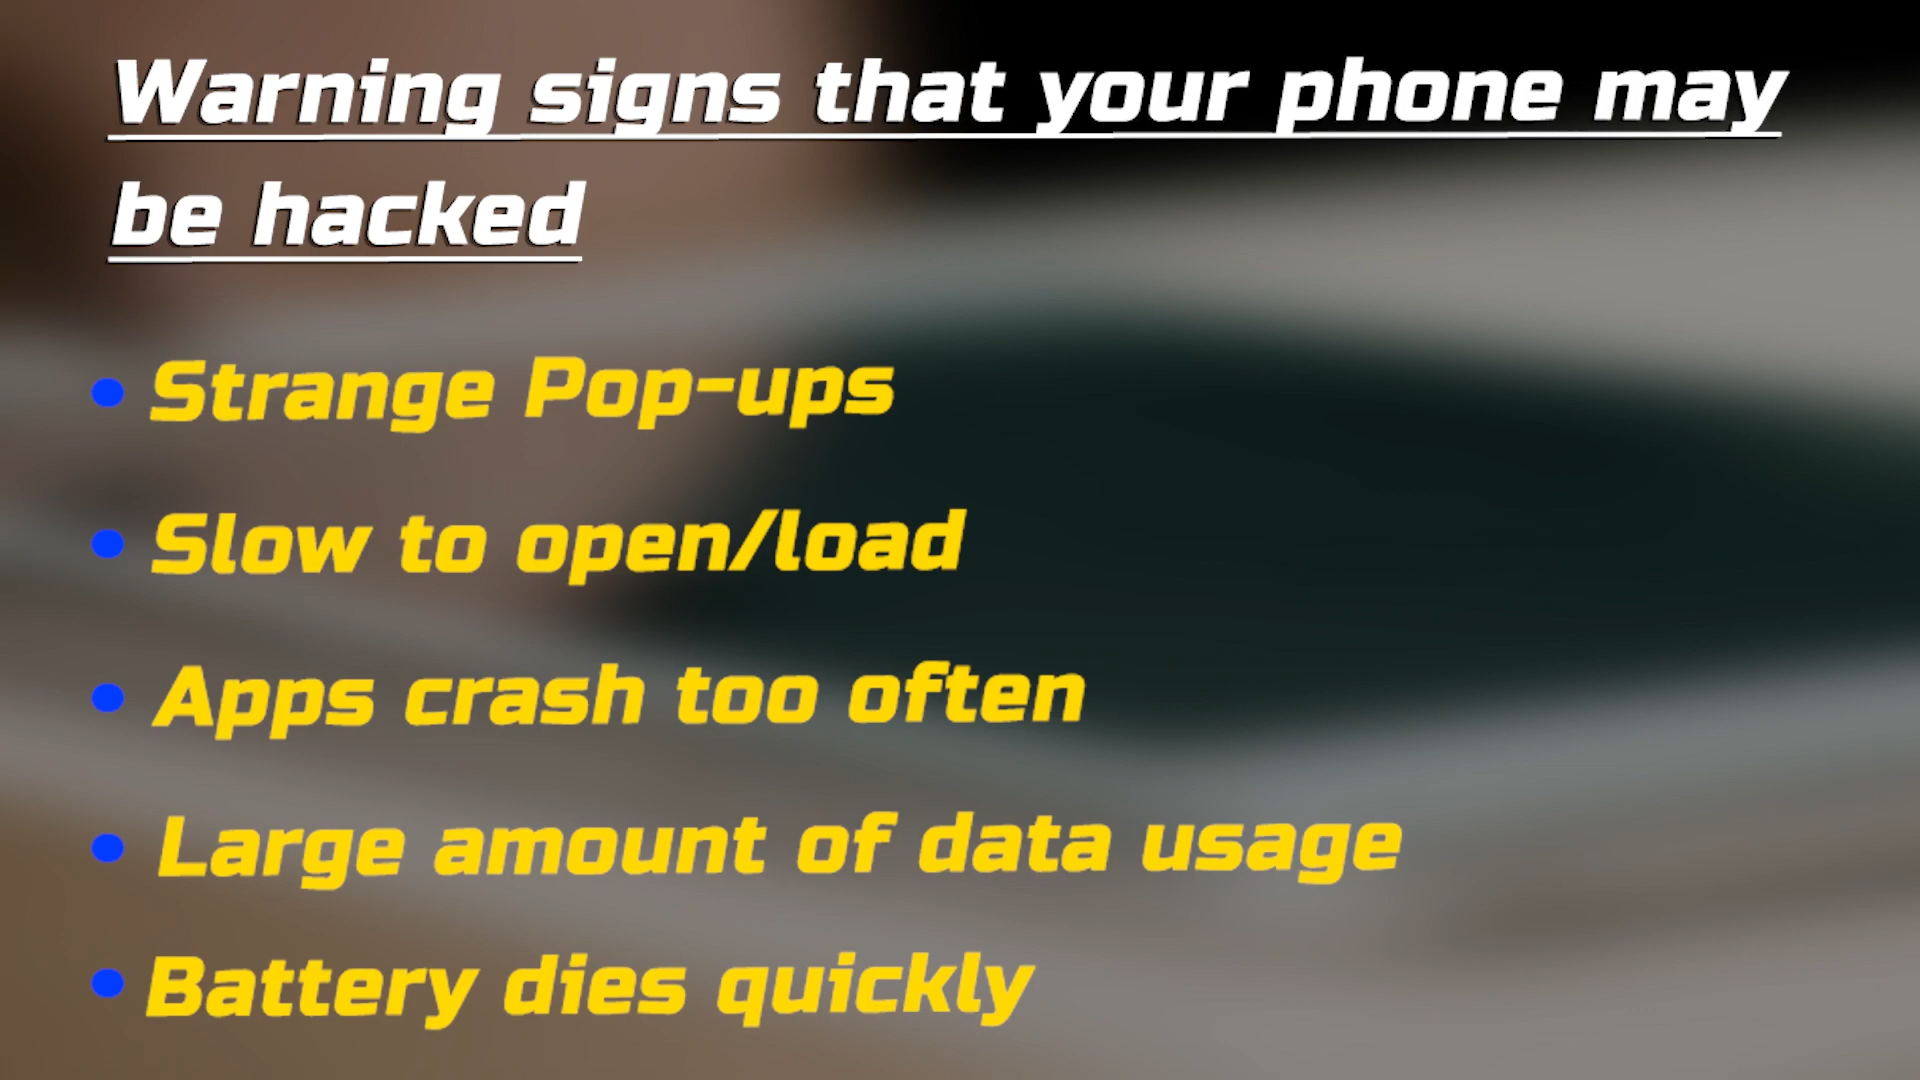 Warning signs that your phone may
be hacked
Strange Pop-ups
Slow to open/load
Apps crash too often
Large amount of data usage
Battery dies quickly